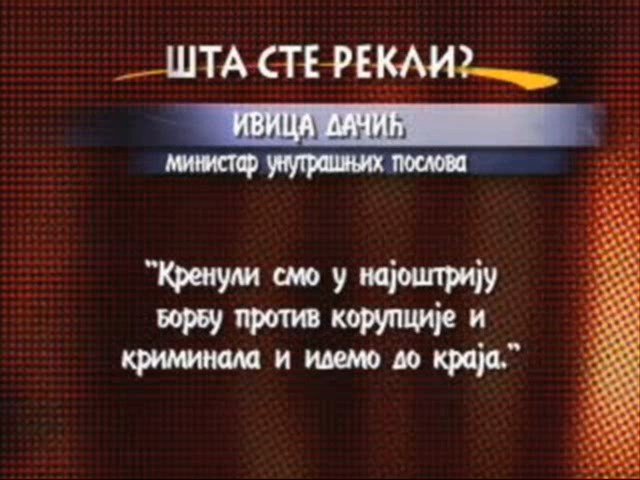 ШТА СТЕ РЕКЛИ?
ИВИЦА ДАЧИЋ
министар унутрашњих послова
"Кренули смо у најоштрију
борбу против корупције и
криминала и идемо до краја."